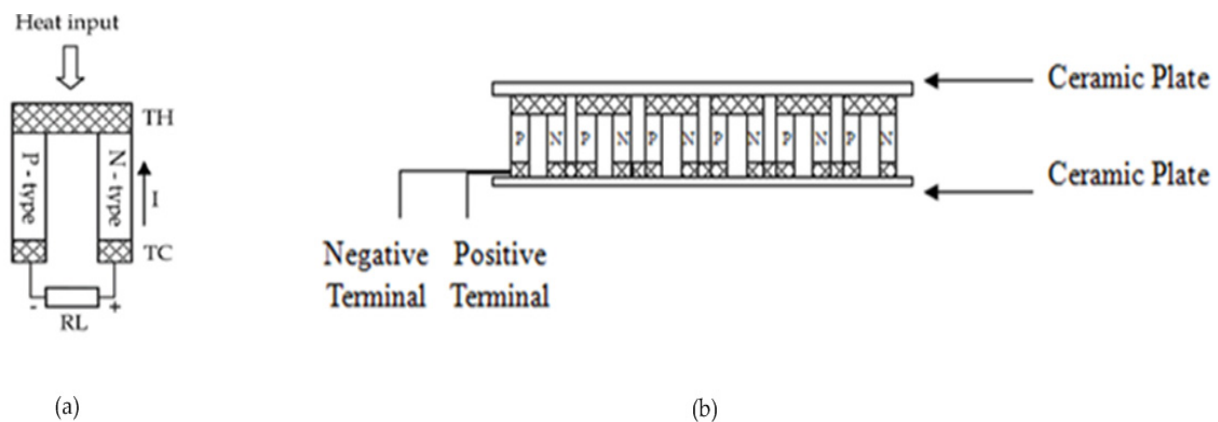 Heat input
TH
P - type
N - type
I
TC
- +
RL
(a)
Ceramic Plate
P N P N P N P N P N P N
Ceramic Plate
Negative Positive
Terminal Terminal
(b)